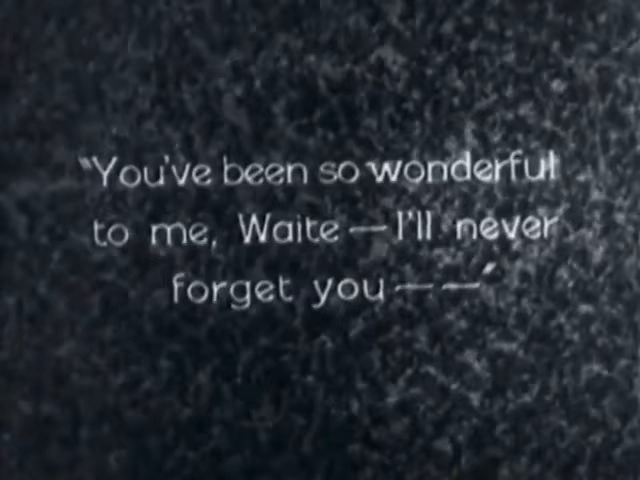 "You've been so wonderful
to me, Waite — I'll never
forget you — —"